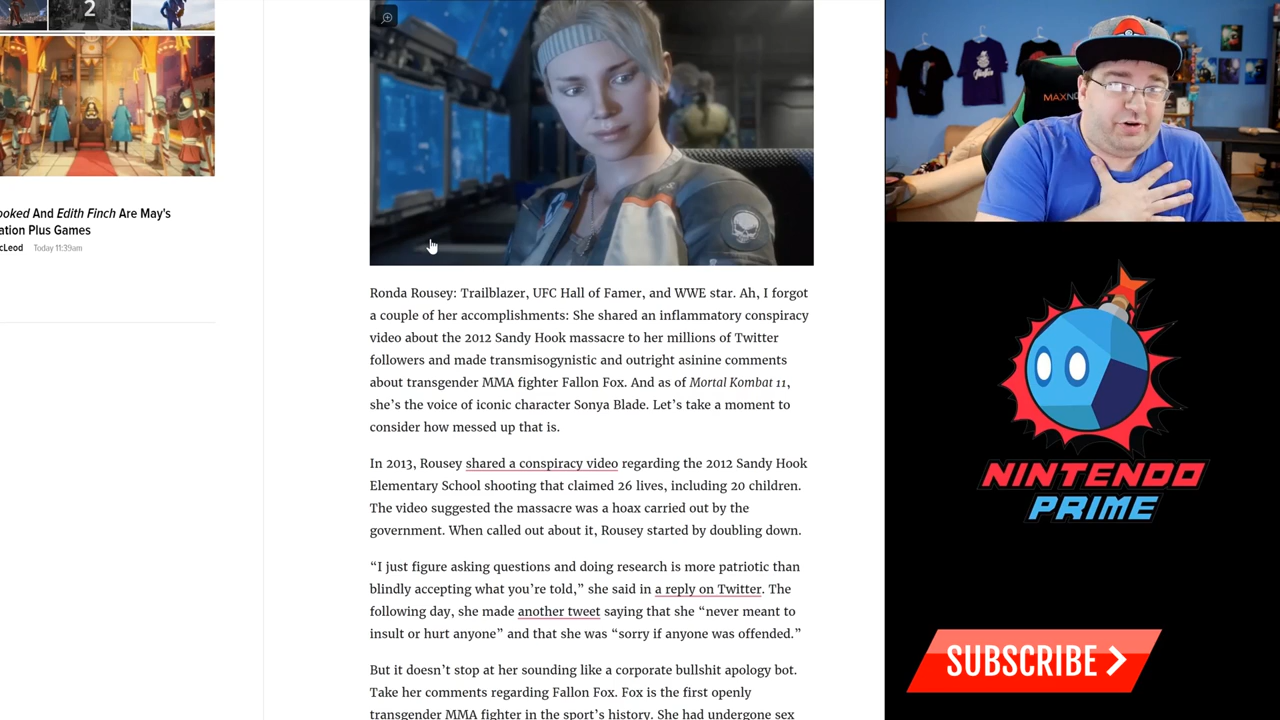 2
ooked And Edith Finch Are May's
ation Plus Games
cLeod Today 11:39am
Ronda Rousey: Trailblazer, UFC Hall of Famer, and WWE star. Ah, I forgot
a couple of her accomplishments: She shared an inflammatory conspiracy
video about the 2012 Sandy Hook massacre to her millions of Twitter
followers and made transmisogynistic and outright asinine comments
about transgender MMA fighter Fallon Fox. And as of Mortal Kombat 11,
she’s the voice of iconic character Sonya Blade. Let’s take a moment to
consider how messed up that is.
In 2013, Rousey shared a conspiracy video regarding the 2012 Sandy Hook
Elementary School shooting that claimed 26 lives, including 20 children.
The video suggested the massacre was a hoax carried out by the
government. When called out about it, Rousey started by doubling down.
“I just figure asking questions and doing research is more patriotic than
blindly accepting what you’re told,” she said in a reply on Twitter. The
following day, she made another tweet saying that she “never meant to
insult or hurt anyone” and that she was “sorry if anyone was offended.”
But it doesn’t stop at her sounding like a corporate bullshit apology bot.
Take her comments regarding Fallon Fox. Fox is the first openly
transgender MMA fighter in the sport’s history. She had undergone sex
MAXNO
NINTENDO
PRIME
SUBSCRIBE